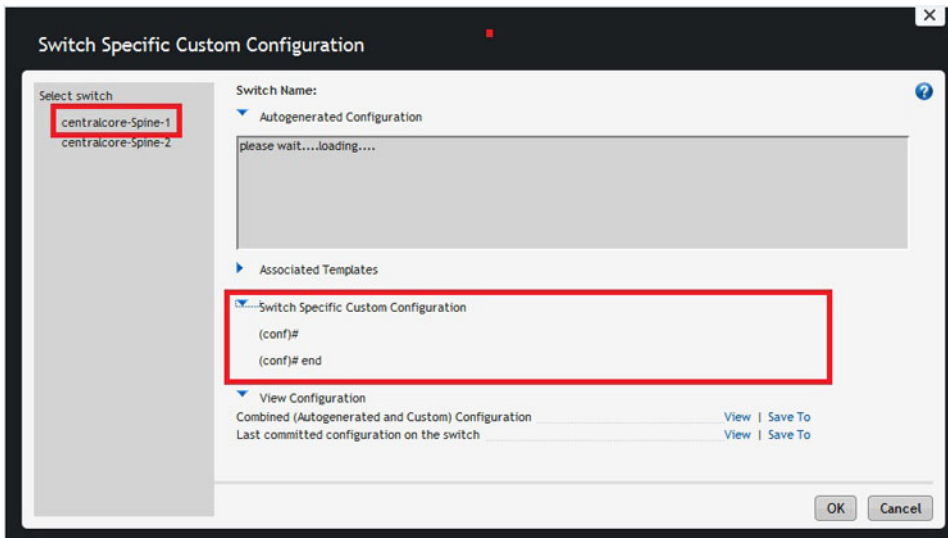 Switch Specific Custom Configuration
Select switch
centralcore-Spine-1
centralcore-Spine-2
Switch Name:
Autogenerated Configuration
please wait....loading....
Associated Templates
Switch Specific Custom Configuration
(conf)#
(conf)# end
View Configuration
Combined (Autogenerated and Custom) Configuration View | Save To
Last committed configuration on the switch View | Save To
OK Cancel